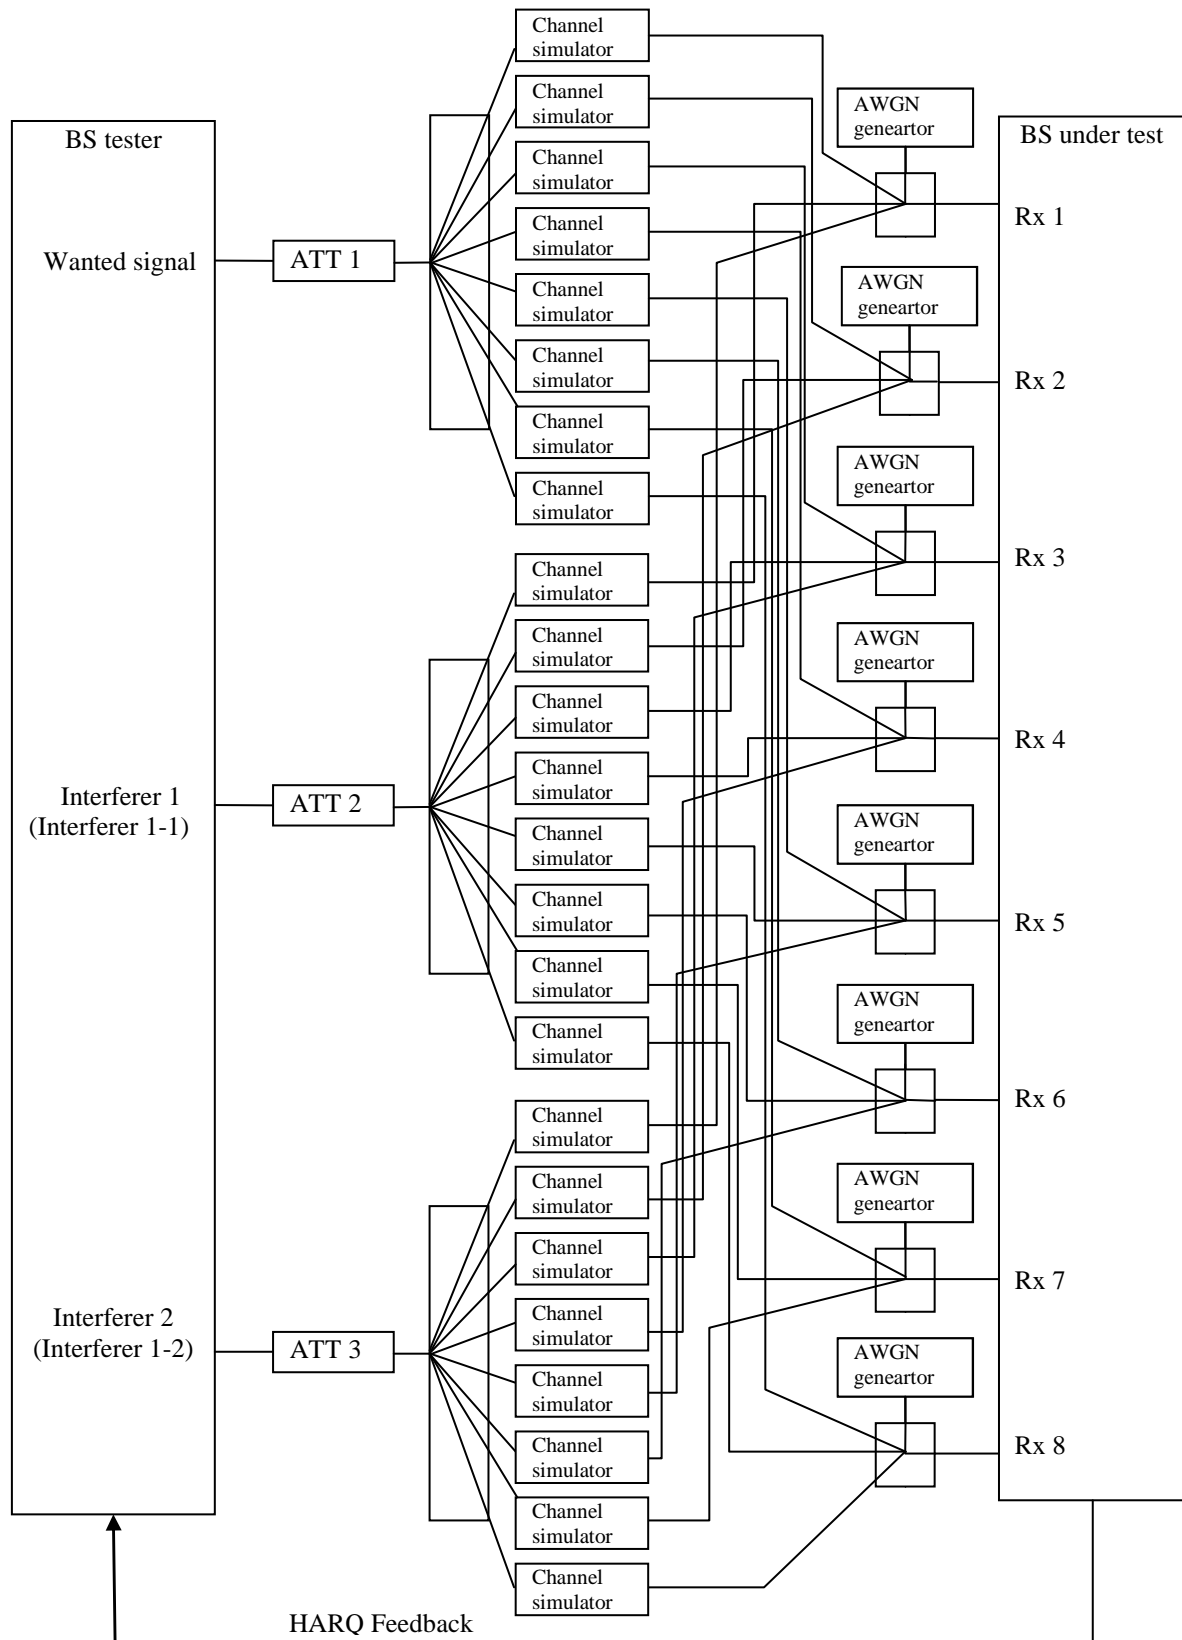 Channel
simulator
Channel
simulator
Channel
simulator
Channel
simulator
Channel
simulator
Channel
simulator
Channel
simulator
Channel
simulator
BS tester
Wanted signal
ATT 1
AWGN
geneartor
BS under test
Rx 1
AWGN
geneartor
Rx 2
AWGN
geneartor
Rx 3
Channel
simulator
Channel
simulator
Channel
simulator
Channel
simulator
Channel
simulator
Channel
simulator
Channel
simulator
Channel
simulator
Interferer 1
(Interferer 1-1)
ATT 2
AWGN
geneartor
Rx 4
AWGN
geneartor
Rx 5
AWGN
geneartor
Rx 6
Channel
simulator
Channel
simulator
Channel
simulator
Channel
simulator
Channel
simulator
Channel
simulator
Channel
simulator
Channel
simulator
Interferer 2
(Interferer 1-2)
ATT 3
AWGN
geneartor
Rx 7
AWGN
geneartor
Rx 8
HARQ Feedback